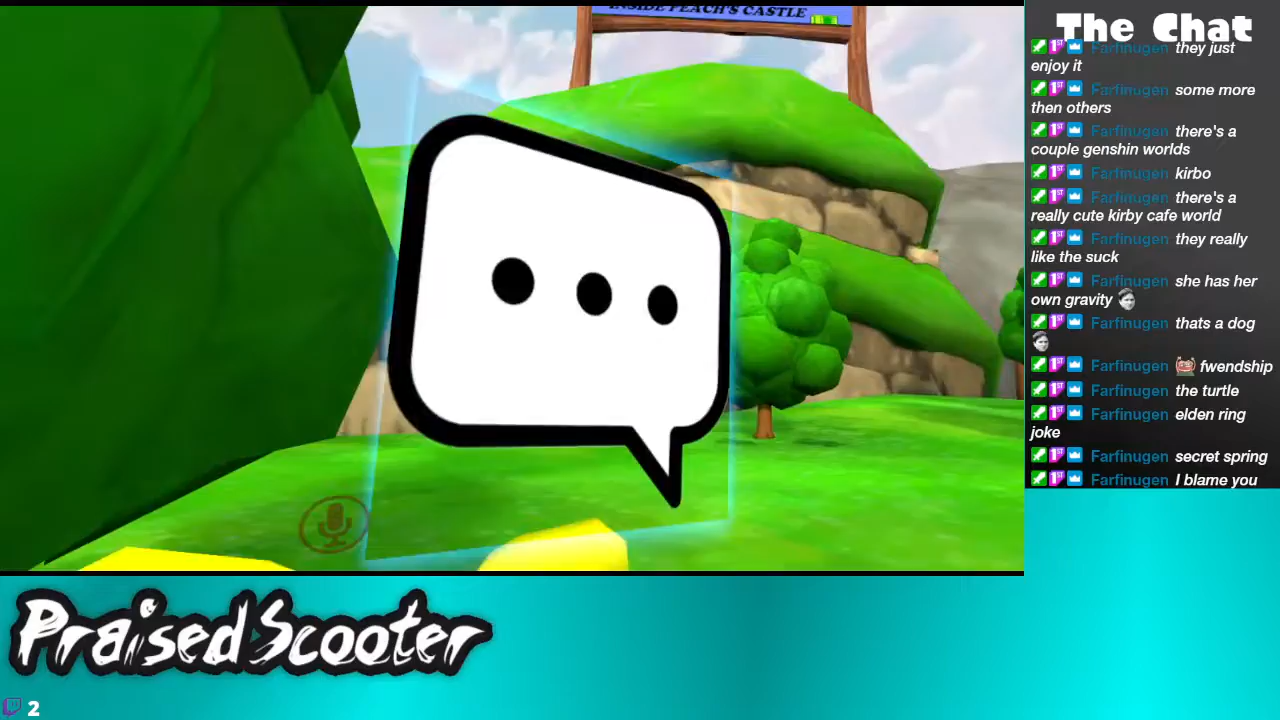 INSIDE PEACH'S CASTLE
The Chat
Farfinugen they just
enjoy it
Farfinugen some more
then others
Farfinugen there's a
couple genshin worlds
Farfinugen kirbo
Farfinugen there's a
really cute kirby cafe world
Farfinugen they really
like the suck
Farfinugen she has her
own gravity
Farfinugen thats a dog
Farfinugen fwendship
Farfinugen the turtle
Farfinugen elden ring
joke
Farfinugen secret spring
Farfinugen I blame you
PraisedScooter
2